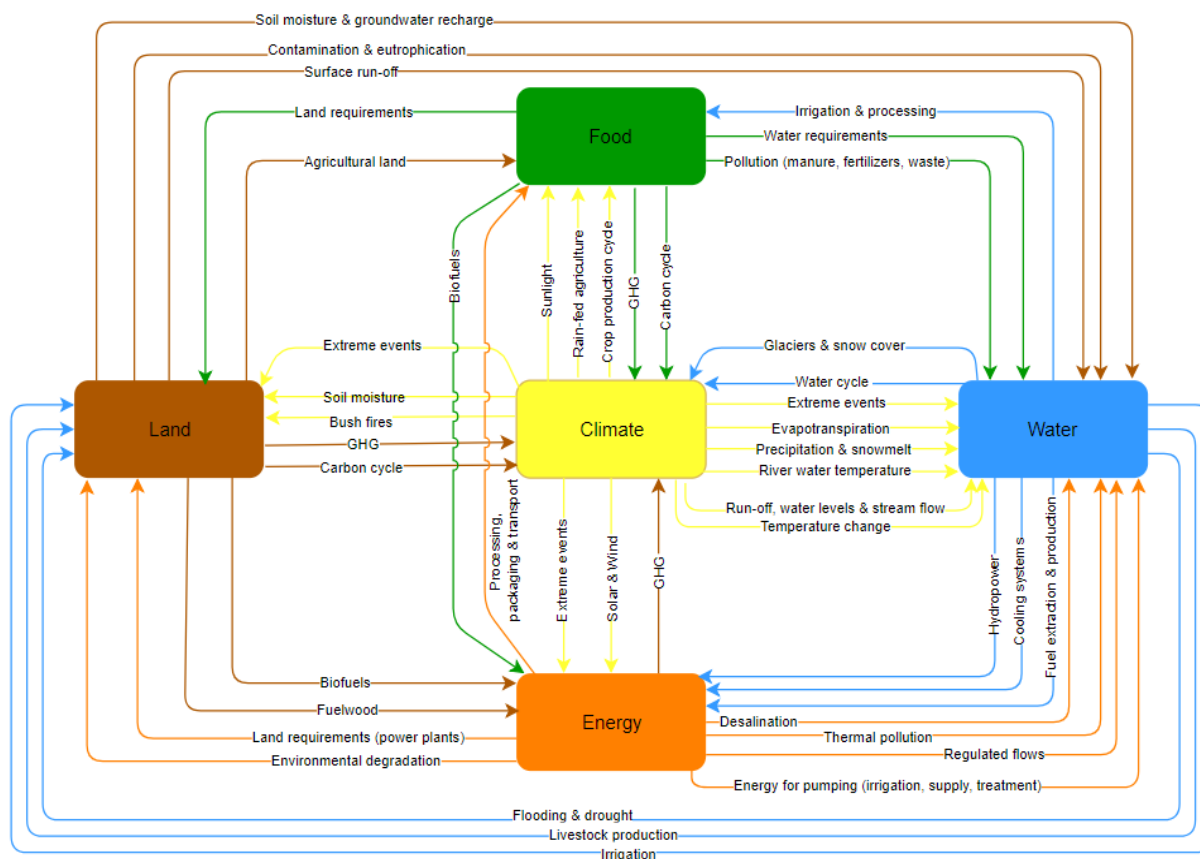 Soil moisture & groundwater recharge
Contamination & eutrophication
Surface run-off
Land requirements
Irrigation & processing
Food
Water requirements
Agricultural land
Pollution (manure, fertilizers, waste)
Biofuels
Sunlight
Rain-fed agriculture
Crop production cycle
GHG
Carbon cycle
Extreme events
Glaciers & snow cover
Water cycle
Soil moisture
Extreme events
Bush fires
Land
Climate
Evapotranspiration
Water
GHG
Precipitation & snowmelt
Carbon cycle
River water temperature
Run-off, water levels & stream flow
Temperature change
Processing,
packaging & transport
Extreme events
Solar & Wind
GHG
Hydropower
Cooling systems
Fuel extraction & production
Biofuels
Fuelwood
Energy
Desalination
Land requirements (power plants)
Thermal pollution
Environmental degradation
Regulated flows
Energy for pumping (irrigation, supply, treatment)
Flooding & drought
Livestock production
Irrigation